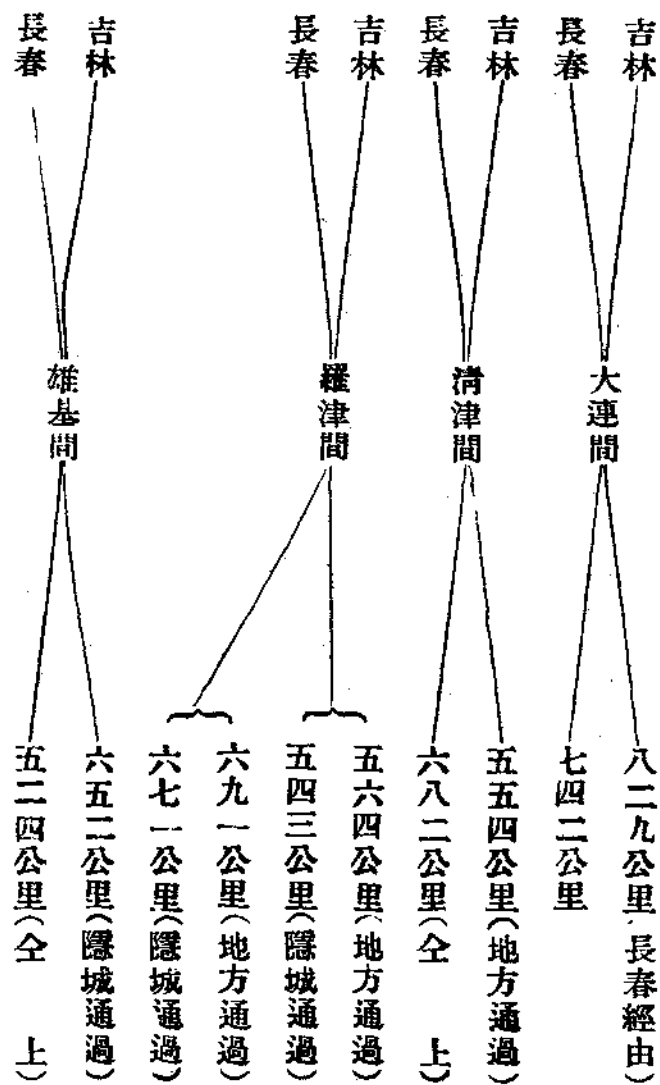 吉林
長春
大連間
八二九公里(長春經由)
七四二公里
吉林
長春
淸津間
五五四公里(地方通過)
六八二公里(仝 上)
吉林
長春
羅津間
五六四公里(地方通過)
五四三公里(隱城通過)
六九一公里(地方通過)
六七一公里(隱城通過)
吉林
長春
雄基間
六五二公里(隱城通過)
五二四公里(仝 上)